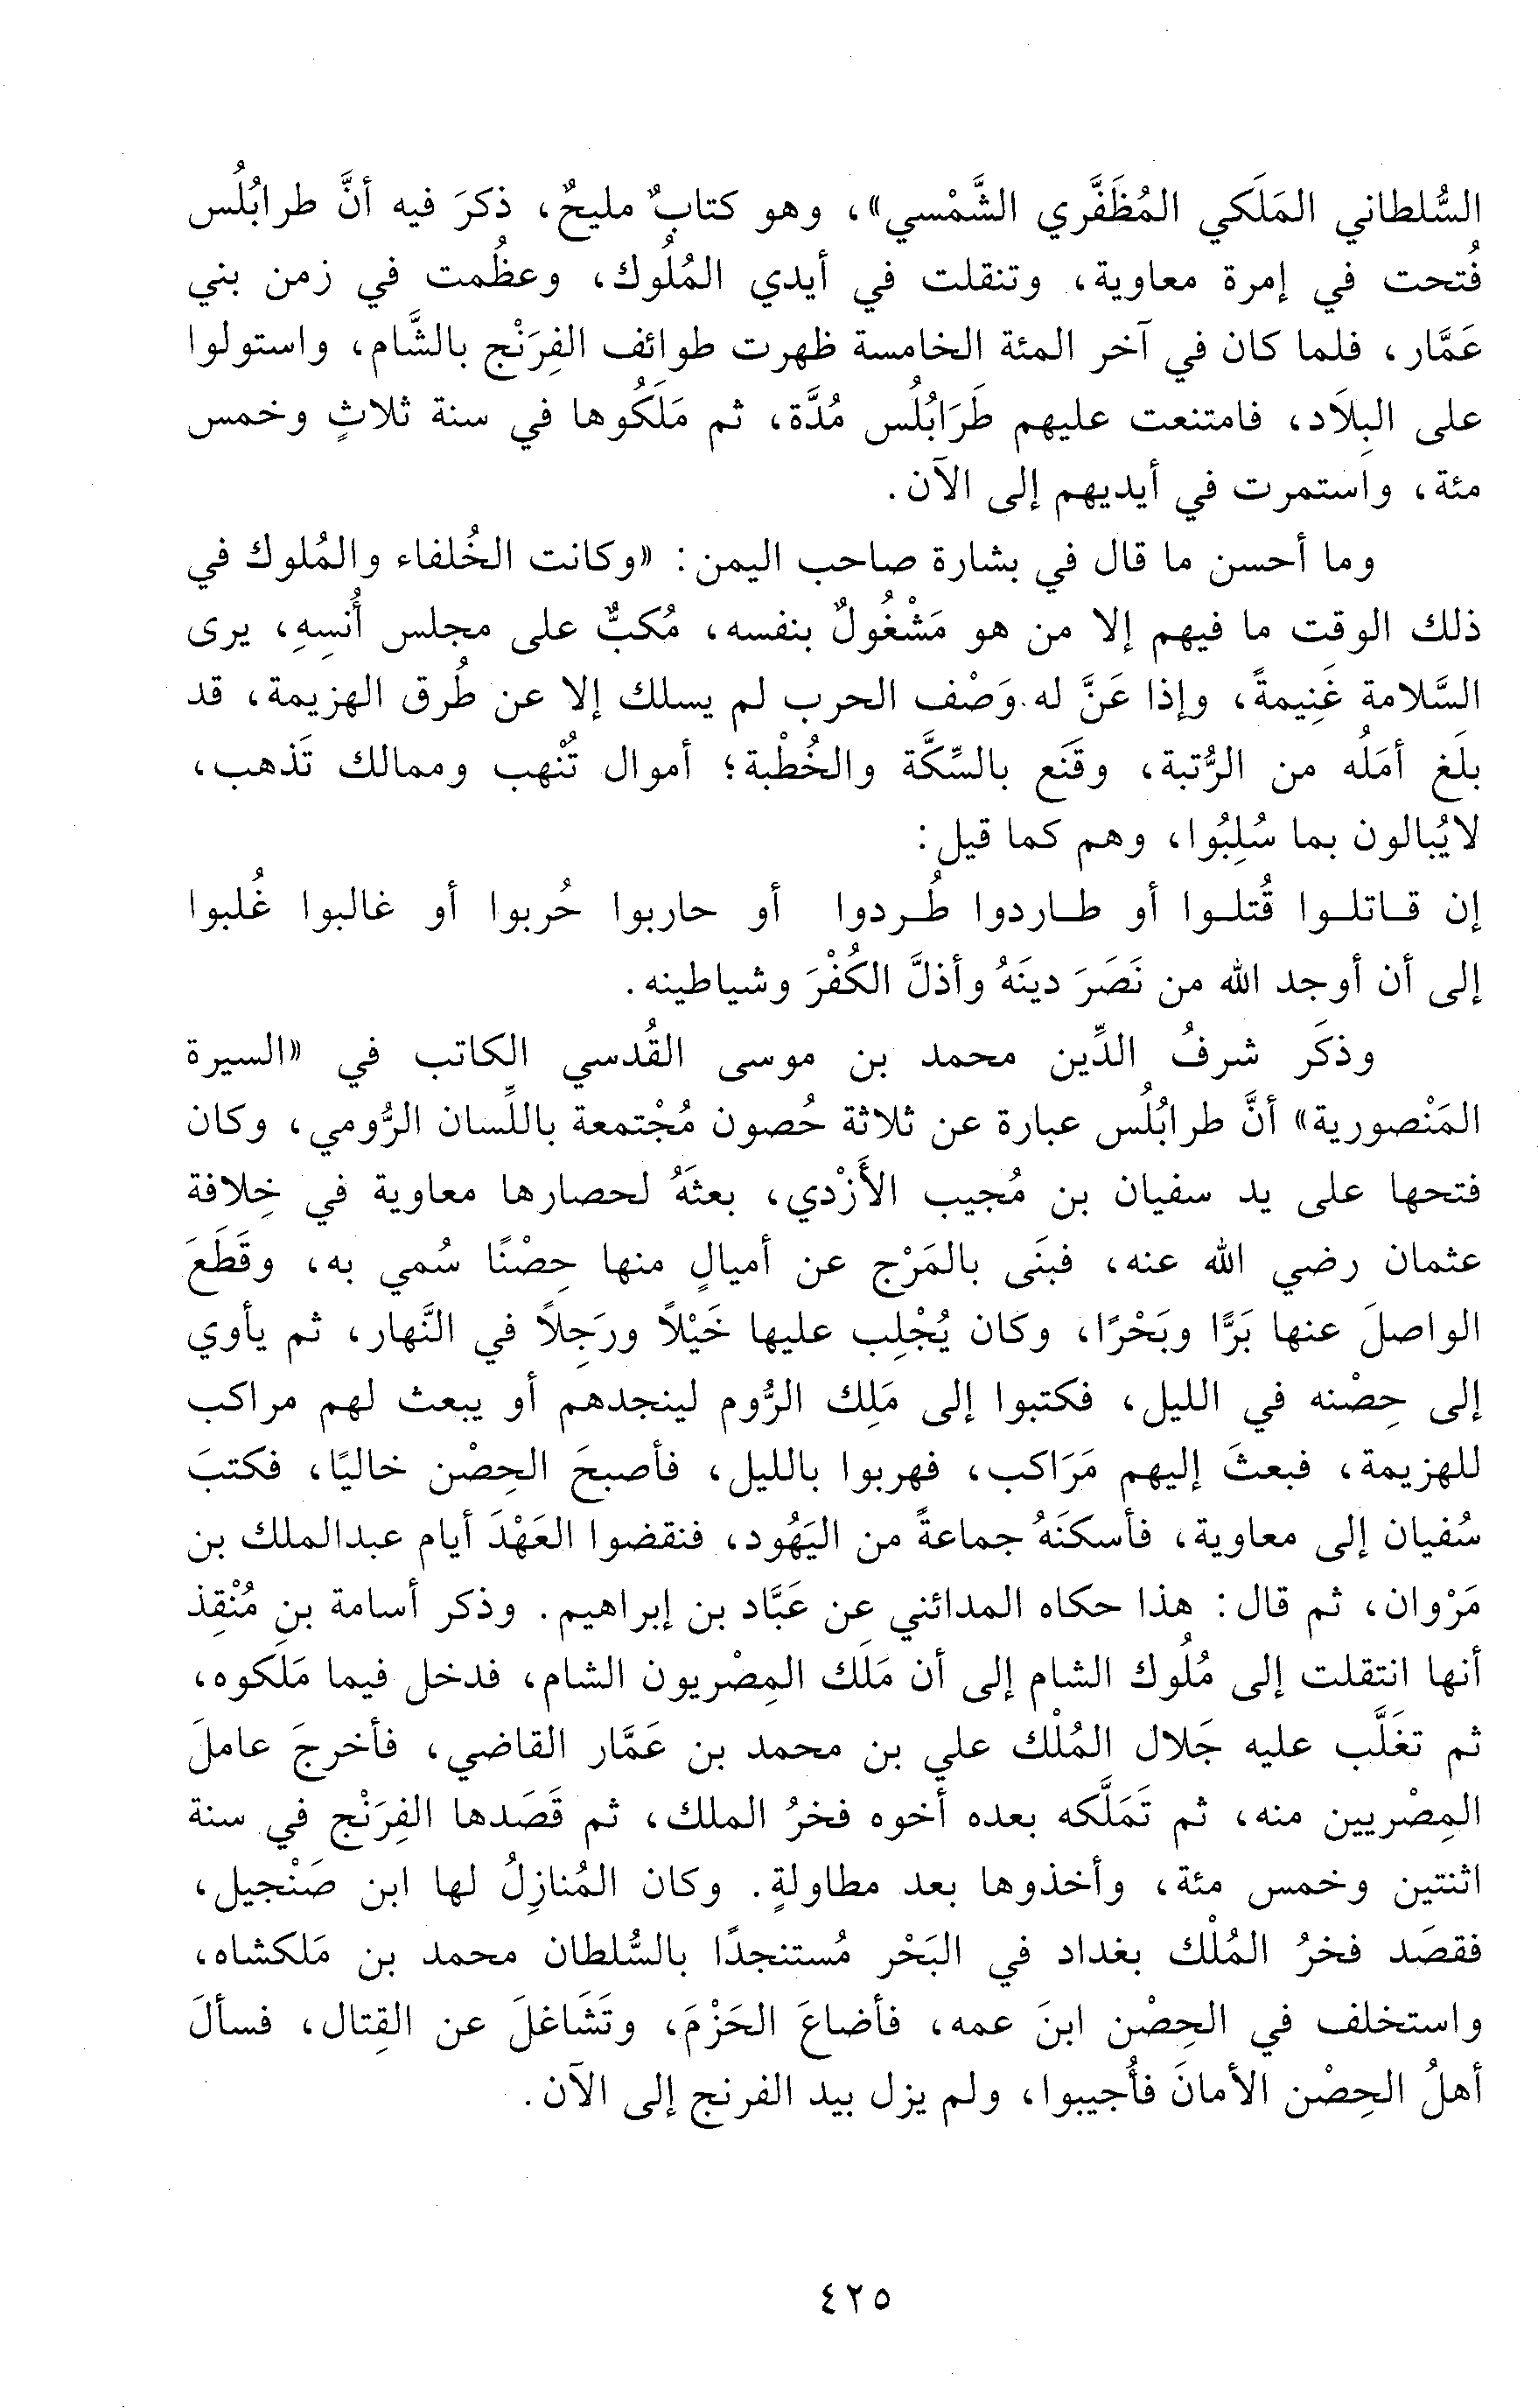 السُّلطاني المَلَكي المُظَفَّري الشَّمْسي»، وهو كتابٌ مليحٌ، ذكرَ فيه أنَّ طرابُلُس
فُتحت في إمرة معاوية، وتنقلت في أيدي المُلُوك، وعظُمت في زمن بني
عَمَّار، فلما كان في آخر المئة الخامسة ظهرت طوائف الفِرَنْج بالشَّام، واستولوا
على البِلَاد، فامتنعت عليهم طَرَابُلُس مُدَّة، ثم مَلَكُوها في سنة ثلاثٍ وخمس
مئة، واستمرت في أيديهم إلى الآن.
وما أحسن ما قال في بشارة صاحب اليمن: «وكانت الخُلفاء والمُلوك في
ذلك الوقت ما فيهم إلا من هو مَشْغُولٌ بنفسه، مُكبٌّ على مجلس أُنسِهِ، يرى
السَّلامة غَنِيمةً، وإذا عَنَّ له وَصْف الحرب لم يسلك إلا عن طُرق الهزيمة، قد
بلَغ أمَلُه من الرُّتبة، وقَنَع بالسِّكَّة والخُطْبة؛ أموال تُنْهب وممالك تَذهب،
لايُبالون بما سُلِبُوا، وهم كما قيل:
إن قاتلوا قُتلوا أو طاردوا طُردوا أو حاربوا حُربوا أو غالبوا غُلبوا
إلى أن أوجد الله من نَصَرَ دينَهُ وأذلَّ الكُفْرَ وشياطينه.
وذكَر شرفُ الدِّين محمد بن موسى القُدسي الكاتب في «السيرة
المَنْصورية» أنَّ طرابُلُس عبارة عن ثلاثة حُصون مُجْتمعة باللِّسان الرُّومي، وكان
فتحها على يد سفيان بن مُجيب الأَزْدي، بعثَهُ لحصارها معاوية في خِلافة
عثمان رضي الله عنه، فبنَى بالمَرْج عن أميالٍ منها حِصْنًا سُمي به، وقَطَعَ
الواصلَ عنها بَرًّا وبَحْرًا، وكان يُجْلِب عليها خَيْلاً ورَجِلاً في النَّهار، ثم يأوي
إلى حِصْنه في الليل، فكتبوا إلى مَلِك الرُّوم لينجدهم أو يبعث لهم مراكب
للهزيمة، فبعثَ إليهم مَرَاكب، فهربوا بالليل، فأصبحَ الحِصْن خاليًا، فكتبَ
سُفيان إلى معاوية، فأسكنَهُ جماعةً من اليَهُود، فنقضوا العَهْدَ أيام عبدالملك بن
مَرْوان، ثم قال: هذا حكاه المدائني عن عَبَّاد بن إبراهيم. وذكر أسامة بنِ مُنْقِذ
أنها انتقلت إلى مُلُوك الشام إلى أن مَلَك المِصْريون الشام، فدخل فيما مَلَكوه،
ثم تغَلَّب عليه جَلال المُلْك علي بن محمد بن عَمَّار القاضي، فأخرجَ عاملَ
المِصْريين منه، ثم تَمَلَّكه بعده أخوه فخرُ الملك، ثم قَصَدها الفِرَنْج في سنة
اثنتين وخمس مئة، وأخذوها بعد مطاولةٍ. وكان المُنازِلُ لها ابن صَنْجيل،
فقصَد فخرُ المُلْك بغداد في البَحْر مُستنجدًا بالسُّلطان محمد بن مَلكشاه،
واستخلف في الحِصْن ابنَ عمه، فأضاعَ الحَزْمَ، وتَشَاغلَ عن القِتال، فسألَ
أهلُ الحِصْن الأمانَ فأُجيبوا، ولم يزل بيد الفرنج إلى الآن.
٤٢٥